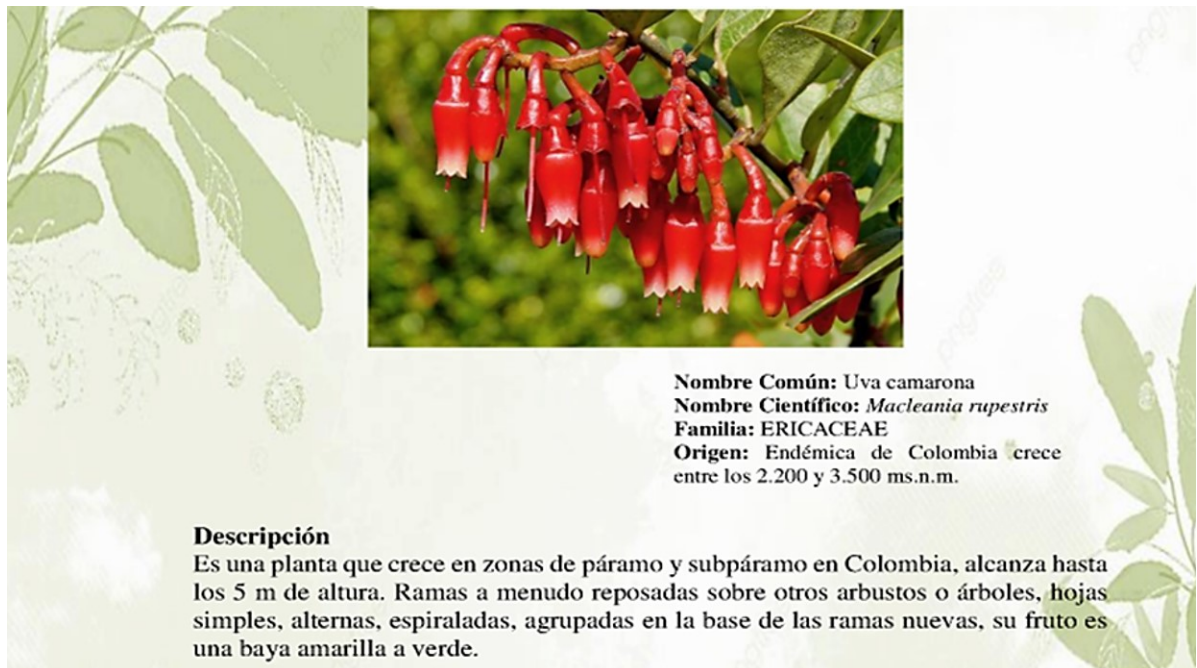 Nombre Común: Uva camarona
Nombre Científico: Macleania rupestris
Familia: ERICACEAE
Origen: Endémica de Colombia crece
entre los 2.200 y 3.500 ms.n.m.
Descripción
Es una planta que crece en zonas de páramo y subpáramo en Colombia, alcanza hasta
los 5 m de altura. Ramas a menudo reposadas sobre otros arbustos o árboles, hojas
simples, alternas, espiraladas, agrupadas en la base de las ramas nuevas, su fruto es
una baya amarilla a verde.